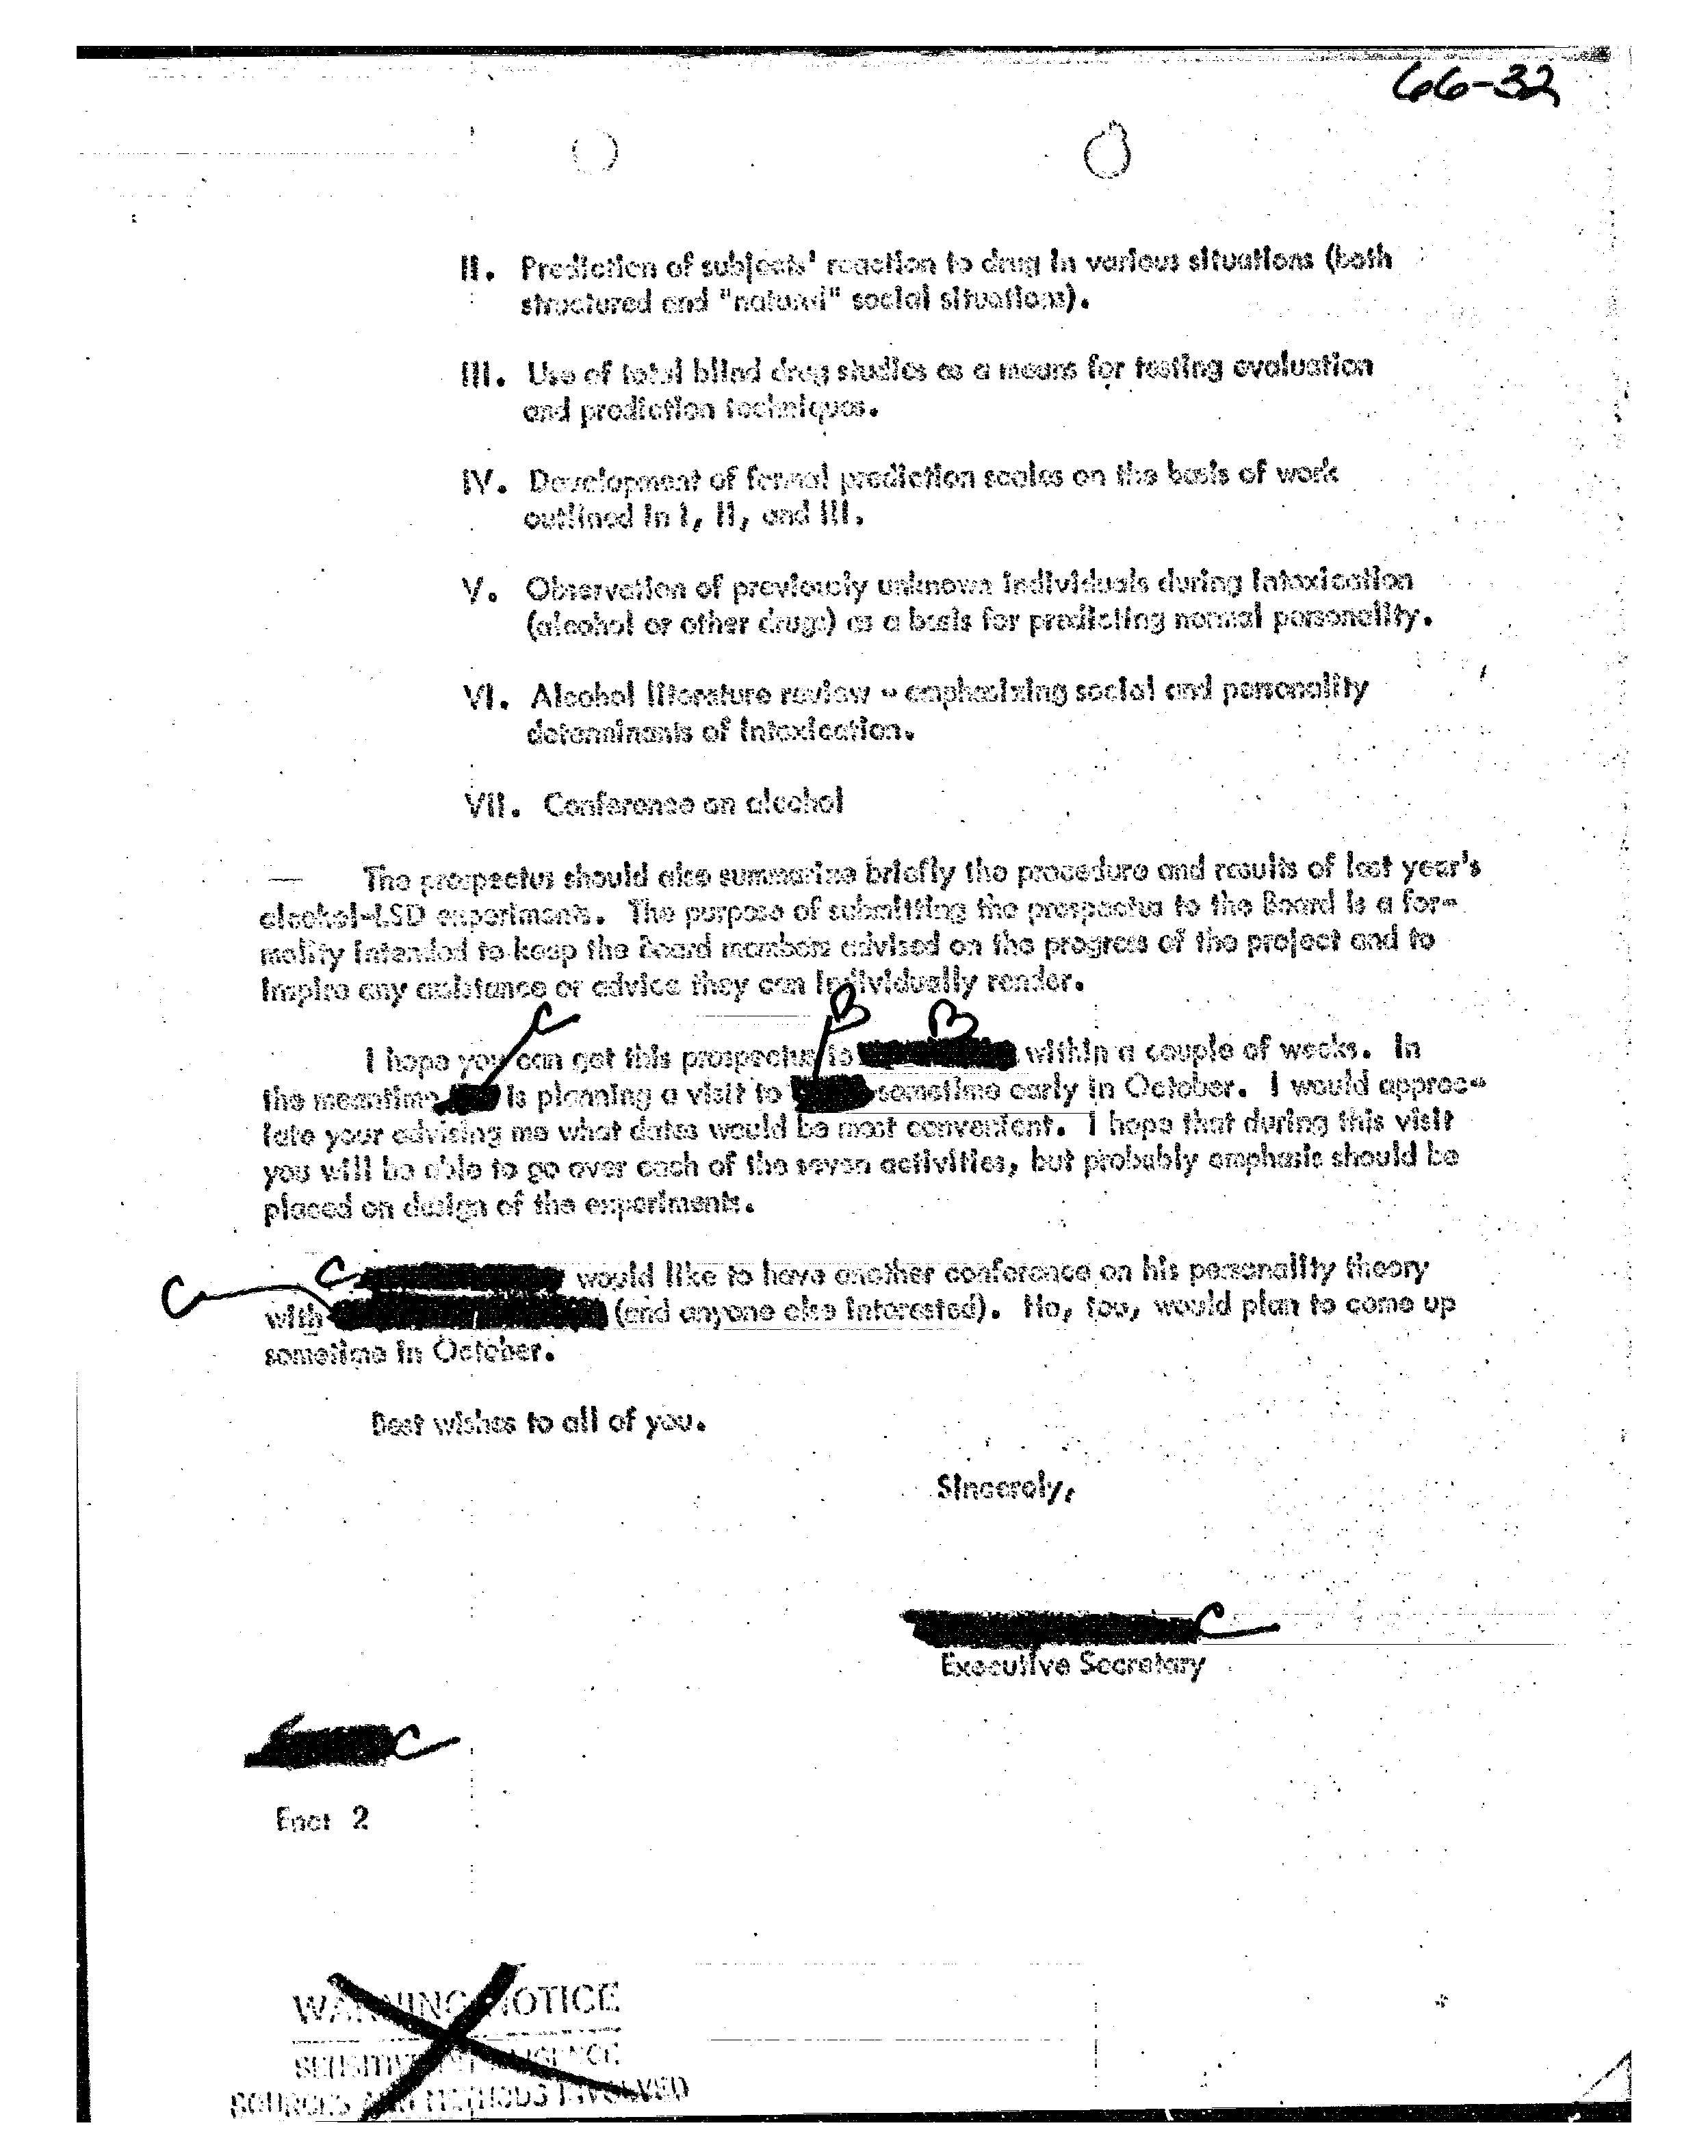 66-32
II. Prediction of subjects' reaction to drug in various situations (both
structured and "natural" social situations).
III. Use of total blind drug studies as a means for testing evaluation
and prediction techniques.
IV. Development of formal prediction scales on the basis of work
outlined in I, II, and III.
V. Observation of previously unknown individuals during intoxication
(alcohol or other drugs) as a basis for predicting normal personality.
VI. Alcohol literature review - emphasizing social and personality
determinants of intoxication.
VII. Conference on alcohol
The prospectus should also summarize briefly the procedure and results of last year's
alcohol-LSD experiments. The purpose of submitting the prospectus to the Board is a for-
mality intended to keep the Board members advised on the progress of the project and to
inspire any assistance or advice they can individually render.
C B B
I hope you can get this prospectus to within a couple of weeks. In
the meantime is planning a visit to sometime early in October. I would apprec-
iate your advising me what dates would be most convenient. I hope that during this visit
you will be able to go over each of the seven activities, but probably emphasis should be
placed on design of the experiments.
C would like to have another conference on his personality theory
C with (and anyone else interested). He, too, would plan to come up
sometime in October.
Best wishes to all of you.
Sincerely,
C
Executive Secretary
C
Encl 2
WARNING NOTICE
SENSITIVE INTELLIGENCE
SOURCES AND METHODS INVOLVED